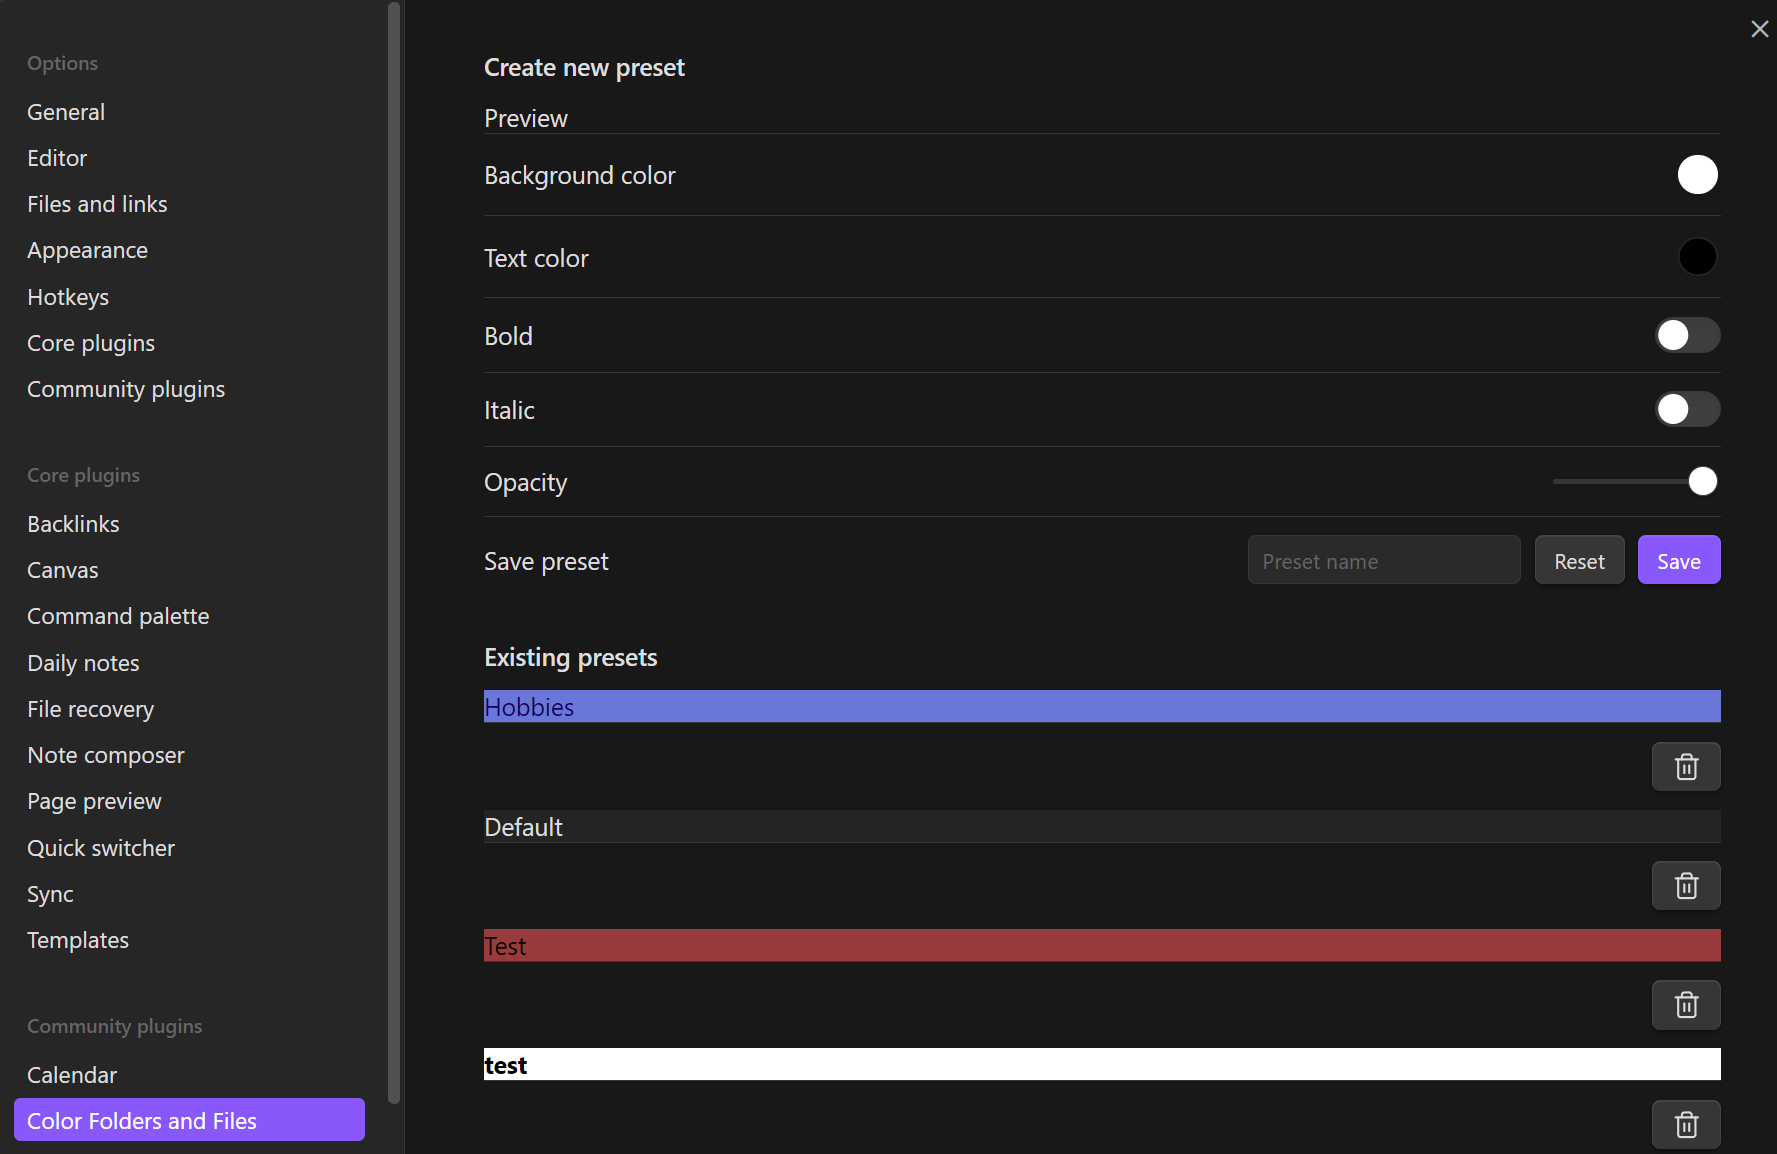 Options
General
Editor
Files and links
Appearance
Hotkeys
Core plugins
Community plugins
Core plugins
Backlinks
Canvas
Command palette
Daily notes
File recovery
Note composer
Page preview
Quick switcher
Sync
Templates
Community plugins
Calendar
Color Folders and Files
Create new preset
Preview
Background color
Text color
Bold
Italic
Opacity
Save preset Preset name Reset Save
Existing presets
Hobbies
Default
Test
test